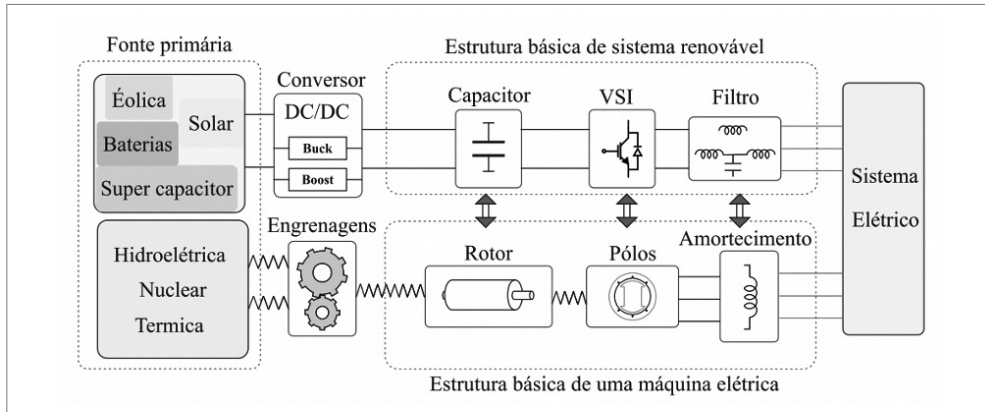 Fonte primária
Estrutura básica de sistema renovável
Éolica
Solar
Baterias
Super capacitor
Conversor
DC/DC
Buck
Boost
Capacitor
VSI
Filtro
Sistema
Elétrico
Hidroelétrica
Nuclear
Termica
Engrenagens
Rotor
Pólos
Amortecimento
Estrutura básica de uma máquina elétrica